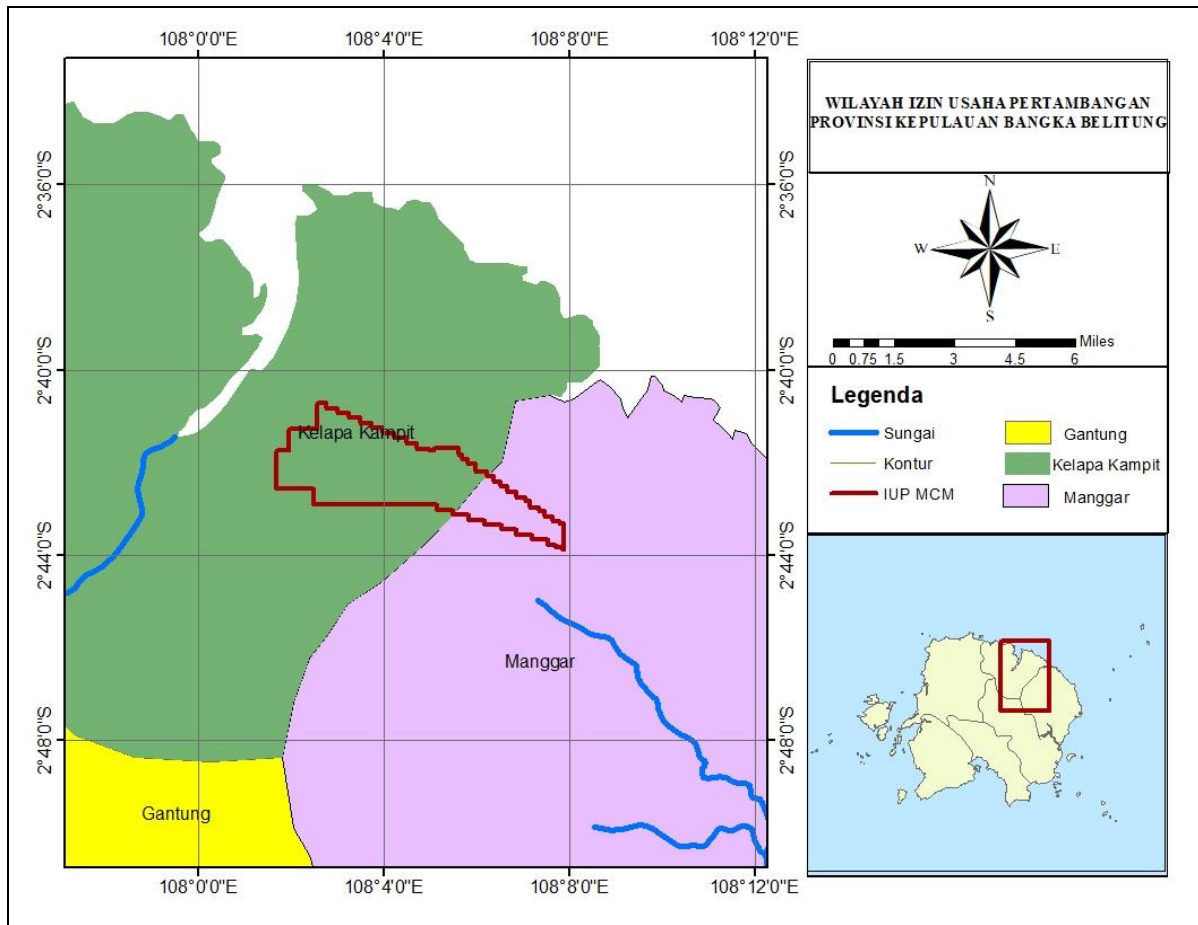 108°0'0"E
108°4'0"E
108°8'0"E
108°12'0"E
2°36'0"S
2°40'0"S
2°44'0"S
2°48'0"S
2°36'0"S
2°40'0"S
2°44'0"S
2°48'0"S
Kelapa Kampit
Manggar
Gantung
108°0'0"E
108°4'0"E
108°8'0"E
108°12'0"E
WILAYAH IZIN USAHA PERTAMBANGAN
PROVINSI KEPULAUAN BANGKA BELITUNG
N
W
E
S
Miles
0 0.75 1.5 3 4.5 6
Legenda
Sungai
Kontur
IUP MCM
Gantung
Kelapa Kampit
Manggar